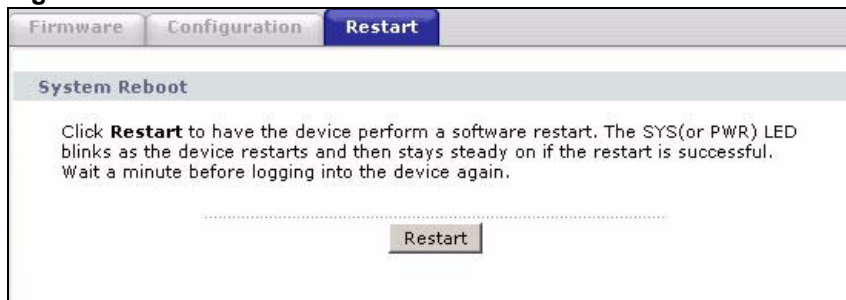 Firmware Configuration Restart
System Reboot
Click Restart to have the device perform a software restart. The SYS(or PWR) LED
blinks as the device restarts and then stays steady on if the restart is successful.
Wait a minute before logging into the device again.
Restart